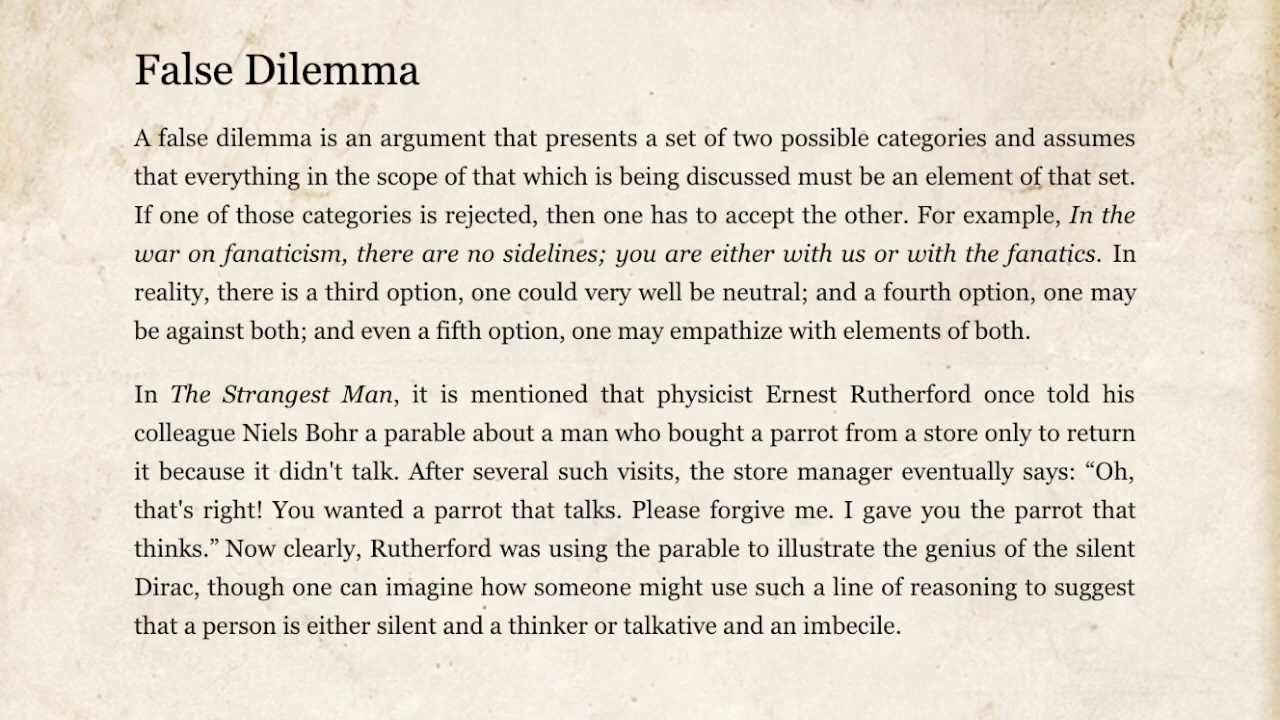 False Dilemma
A false dilemma is an argument that presents a set of two possible categories and assumes
that everything in the scope of that which is being discussed must be an element of that set.
If one of those categories is rejected, then one has to accept the other. For example, In the
war on fanaticism, there are no sidelines; you are either with us or with the fanatics. In
reality, there is a third option, one could very well be neutral; and a fourth option, one may
be against both; and even a fifth option, one may empathize with elements of both.
In The Strangest Man, it is mentioned that physicist Ernest Rutherford once told his
colleague Niels Bohr a parable about a man who bought a parrot from a store only to return
it because it didn't talk. After several such visits, the store manager eventually says: “Oh,
that's right! You wanted a parrot that talks. Please forgive me. I gave you the parrot that
thinks.” Now clearly, Rutherford was using the parable to illustrate the genius of the silent
Dirac, though one can imagine how someone might use such a line of reasoning to suggest
that a person is either silent and a thinker or talkative and an imbecile.